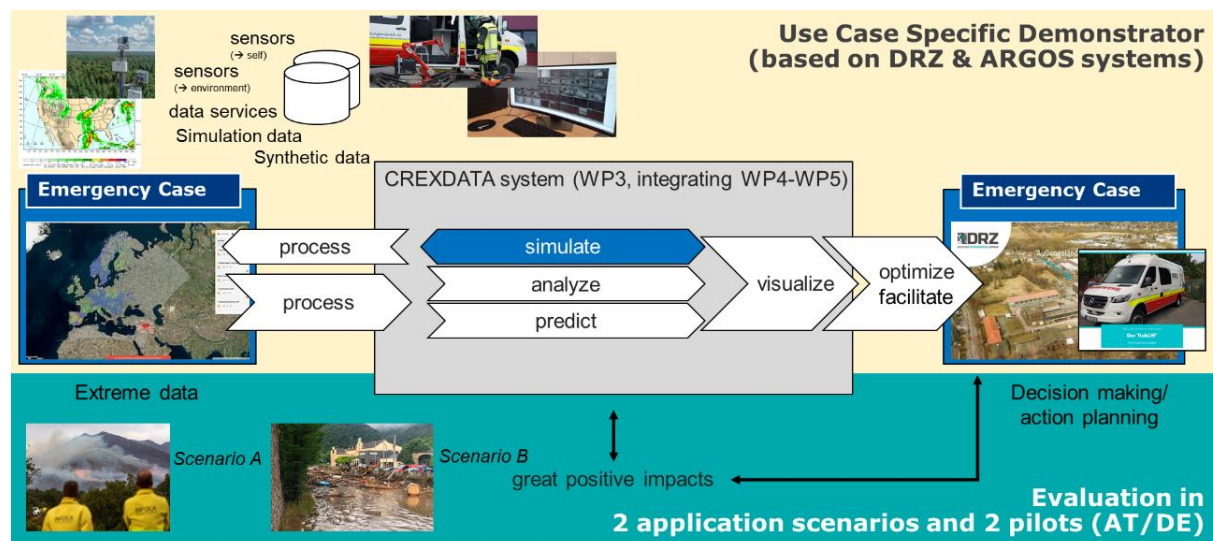 Use Case Specific Demonstrator
(based on DRZ & ARGOS systems)
sensors
(→ self)
sensors
(→ environment)
data services
Simulation data
Synthetic data
CREXDATA system (WP3, integrating WP4-WP5)
Emergency Case
Emergency Case
process
process
simulate
analyze
predict
visualize
optimize
facilitate
DRZ
Extreme data
Decision making/
action planning
Scenario A
Scenario B
INFOCA
INFOCA
great positive impacts
Evaluation in
2 application scenarios and 2 pilots (AT/DE)